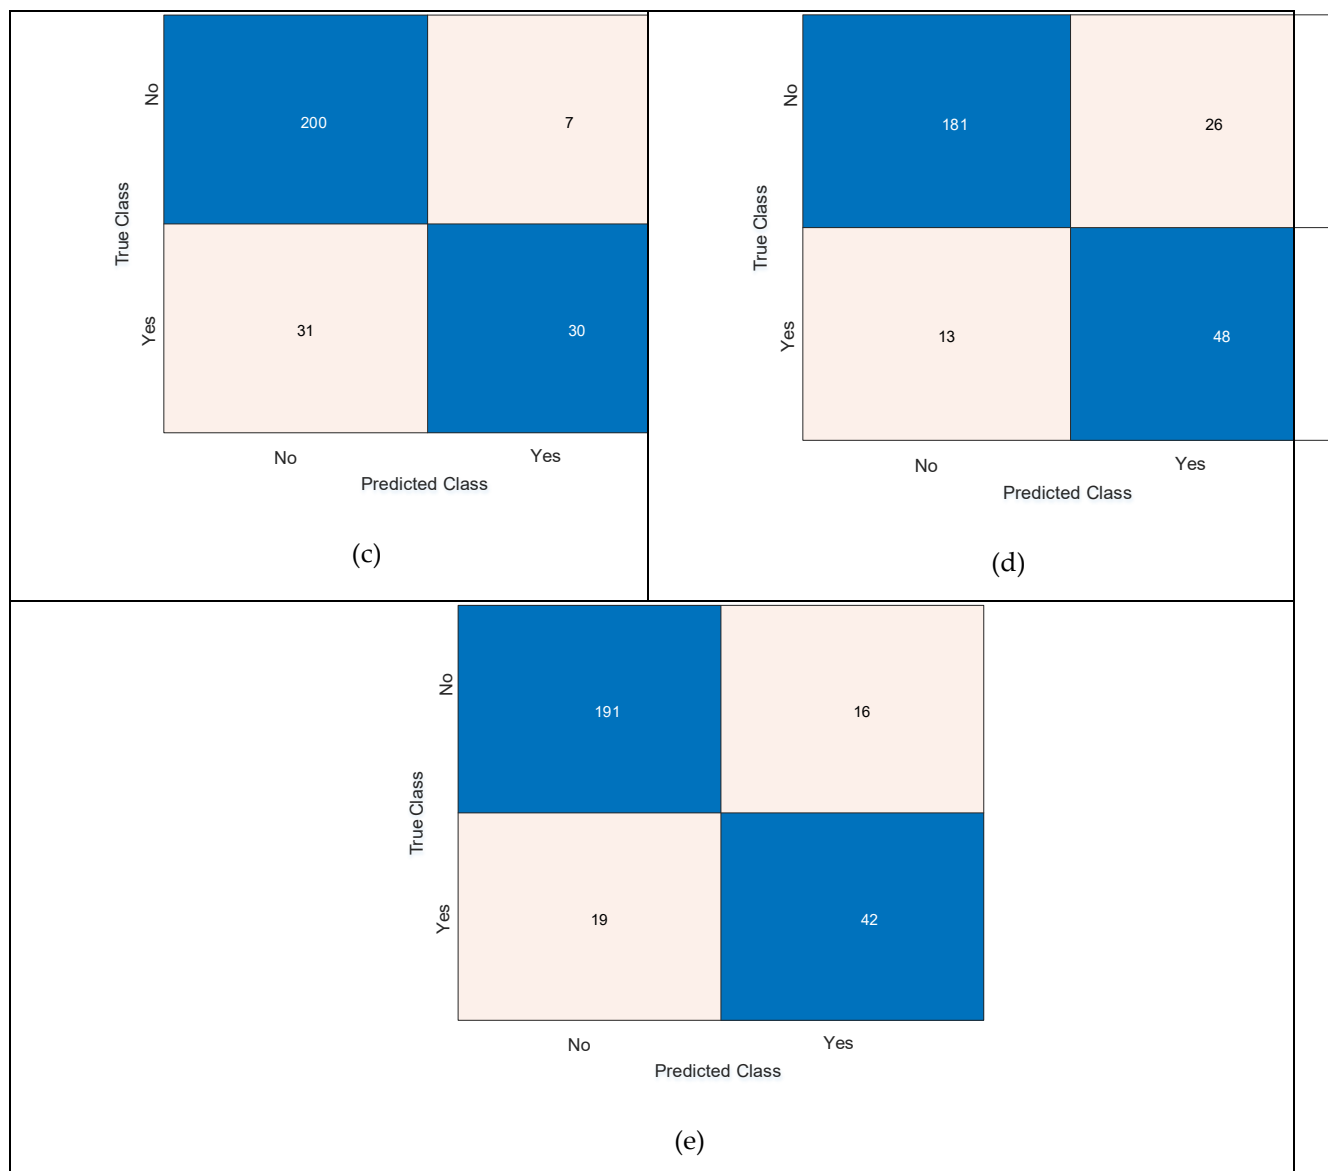 No
200
7
True Class
Yes
31
30
No
Yes
Predicted Class
(c)
No
181
26
True Class
Yes
13
48
No
Yes
Predicted Class
(d)
No
191
16
True Class
Yes
19
42
No
Yes
Predicted Class
(e)